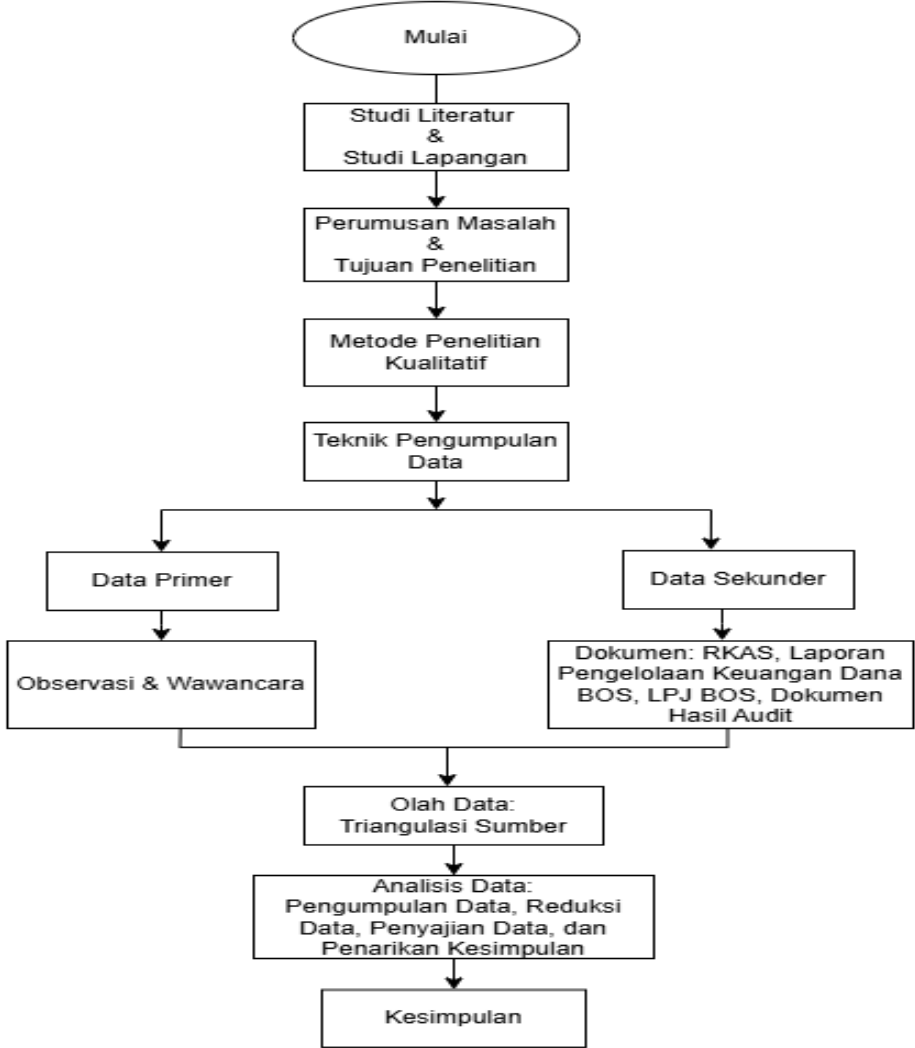 Mulai
Studi Literatur
&
Studi Lapangan
Perumusan Masalah
&
Tujuan Penelitian
Metode Penelitian
Kualitatif
Teknik Pengumpulan
Data
Data Primer
Data Sekunder
Observasi & Wawancara
Dokumen: RKAS, Laporan
Pengelolaan Keuangan Dana
BOS, LPJ BOS, Dokumen
Hasil Audit
Olah Data:
Triangulasi Sumber
Analisis Data:
Pengumpulan Data, Reduksi
Data, Penyajian Data, dan
Penarikan Kesimpulan
Kesimpulan